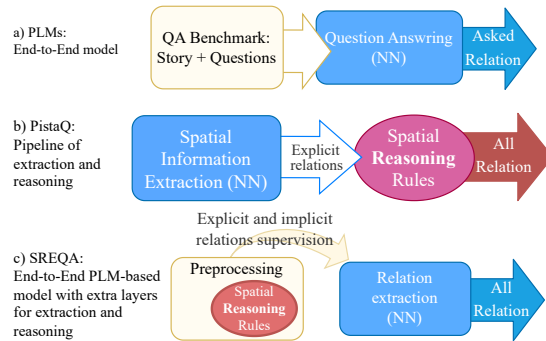 a) PLMs:
End-to-End model
QA Benchmark:
Story + Questions
Question Answring
(NN)
Asked
Relation
b) PistaQ:
Pipeline of
extraction and
reasoning
Spatial
Information
Extraction (NN)
Explicit
relations
Spatial
Reasoning
Rules
All
Relation
Explicit and implicit
relations supervision
c) SREQA:
End-to-End PLM-based
model with extra layers
for extraction and
reasoning
Preprocessing
Spatial
Reasoning
Rules
Relation
extraction
(NN)
All
Relation